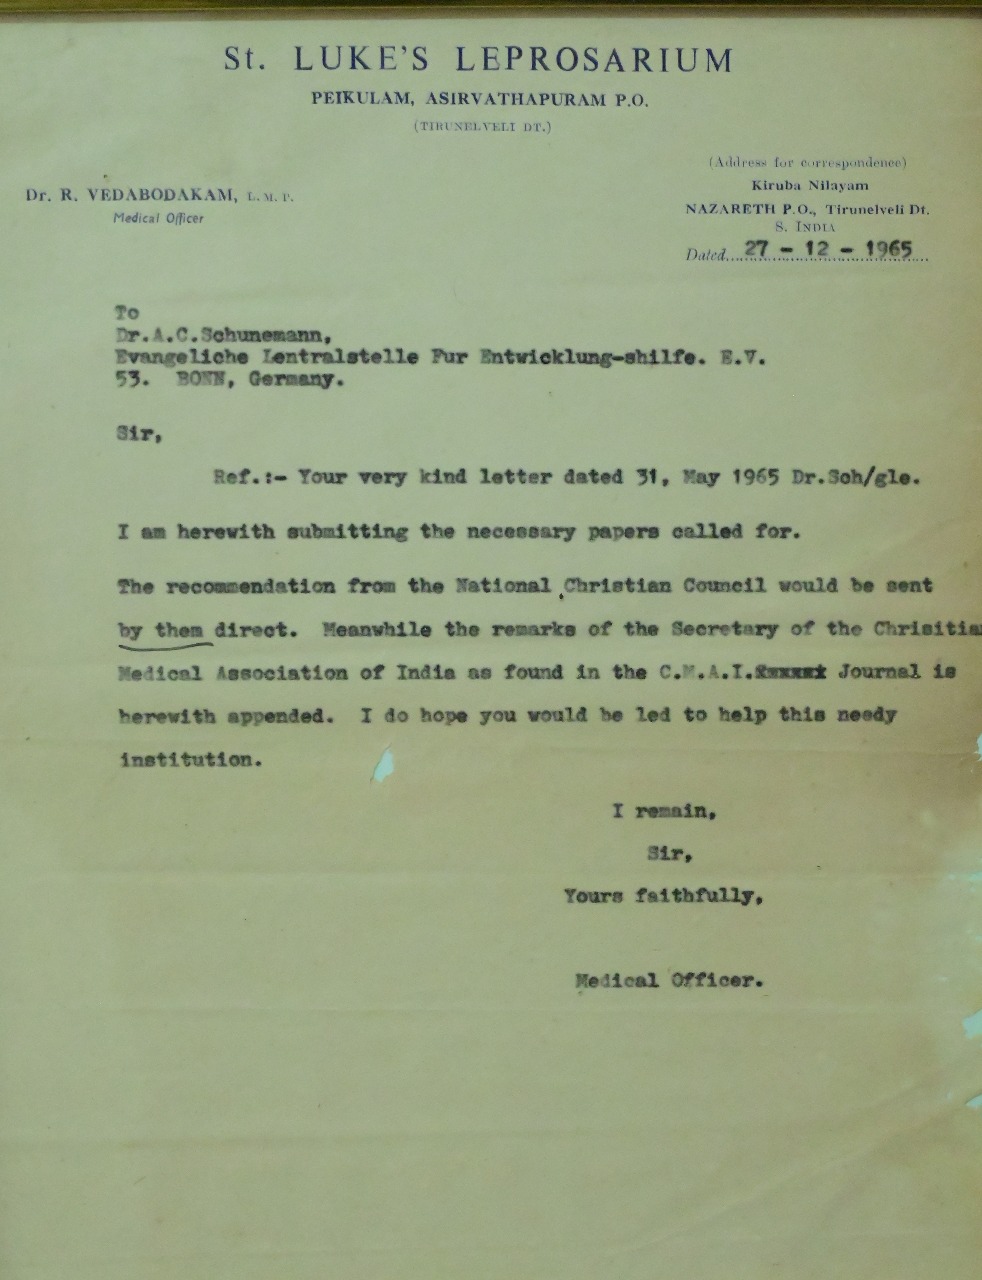 St. LUKE'S LEPROSARIUM
PEIKULAM, ASIRVATHAPURAM P.O.
(TIRUNELVELI DT.)
Dr. R. VEDABODAKAM, L. M. P.
Medical Officer
(Address for correspondence)
Kiruba Nilayam
NAZARETH P.O., Tirunelveli Dt.
S. INDIA
Dated 27 - 12 - 1965
To
Dr.A.C.Schunemann,
Evangeliche Lentralstelle Fur Entwicklung-shilfe. E.V.
53. BONN, Germany.
Sir,
Ref.:- Your very kind letter dated 31, May 1965 Dr.Sch/gle.
I am herewith submitting the necessary papers called for.
The recommendation from the National Christian Council would be sent
by them direct. Meanwhile the remarks of the Secretary of the Chrisitian
Medical Association of India as found in the C.M.A.I. Journal is
herewith appended. I do hope you would be led to help this needy
institution.
I remain,
Sir,
Yours faithfully,
Medical Officer.